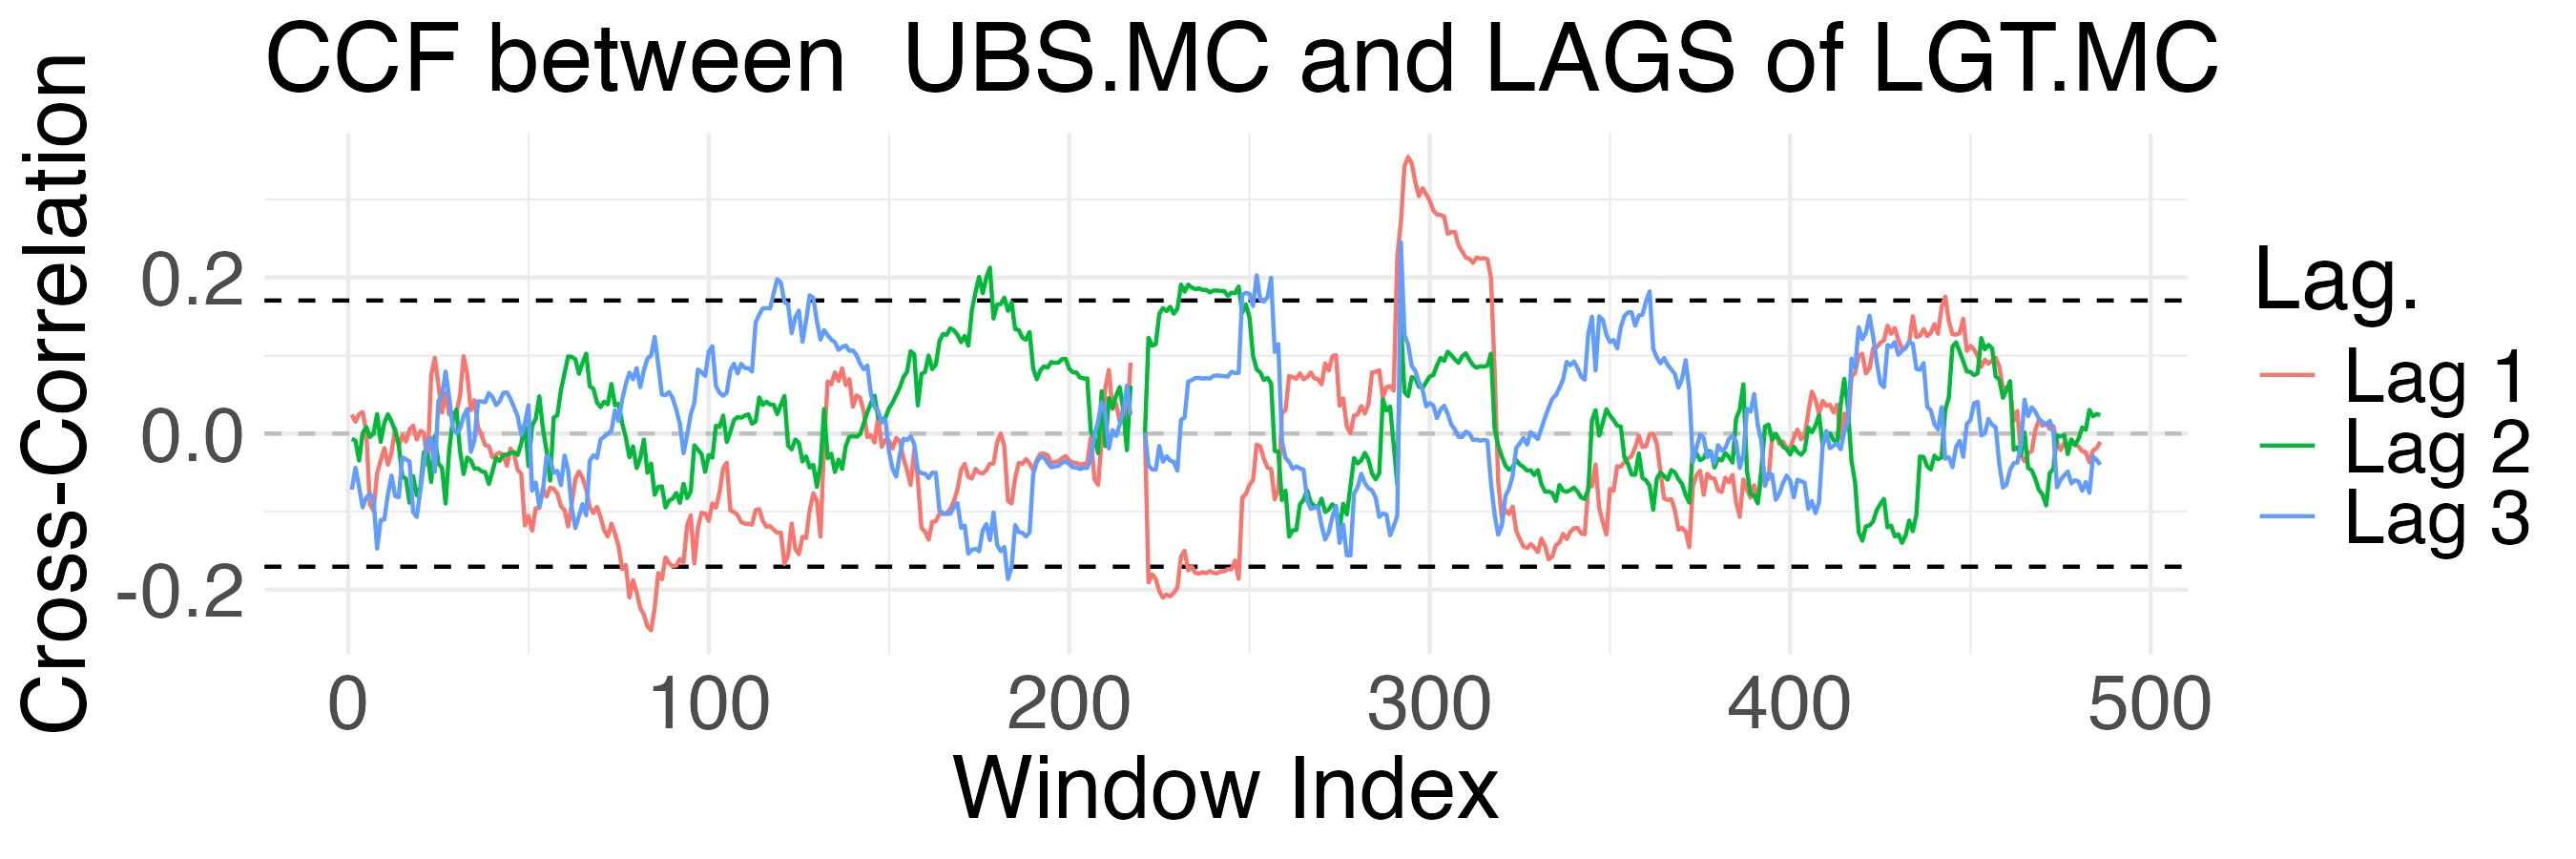 CCF between  UBS.MC and LAGS of LGT.MC
Cross-Correlation
0.2
0.0
-0.2
0
100
200
300
400
500
Window Index
Lag.
Lag 1
Lag 2
Lag 3